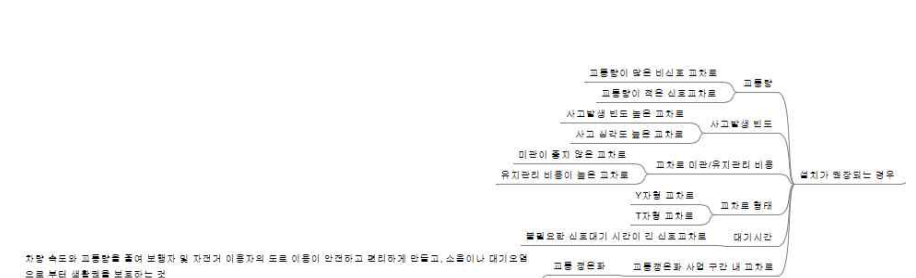 교통량이 많은 비신호 교차로
교통량이 적은 신호교차로
교통량
사고발생 빈도 높은 교차로
사고 심각도 높은 교차로
사고발생 빈도
미관이 좋지 않은 교차로
유지관리 비용이 높은 교차로
교차로 미관/유지관리 비용
설치가 권장되는 경우
Y자형 교차로
T자형 교차로
교차로 형태
불필요한 신호대기 시간이 긴 신호교차로
대기시간
차량 속도와 교통량을 줄여 보행자 및 자전거 이용자의 도로 이용이 안전하고 편리하게 만들고, 소음이나 대기오염
으로 부터 생활권을 보호하는 것
교통 정온화
교통정온화 사업 구간 내 교차로